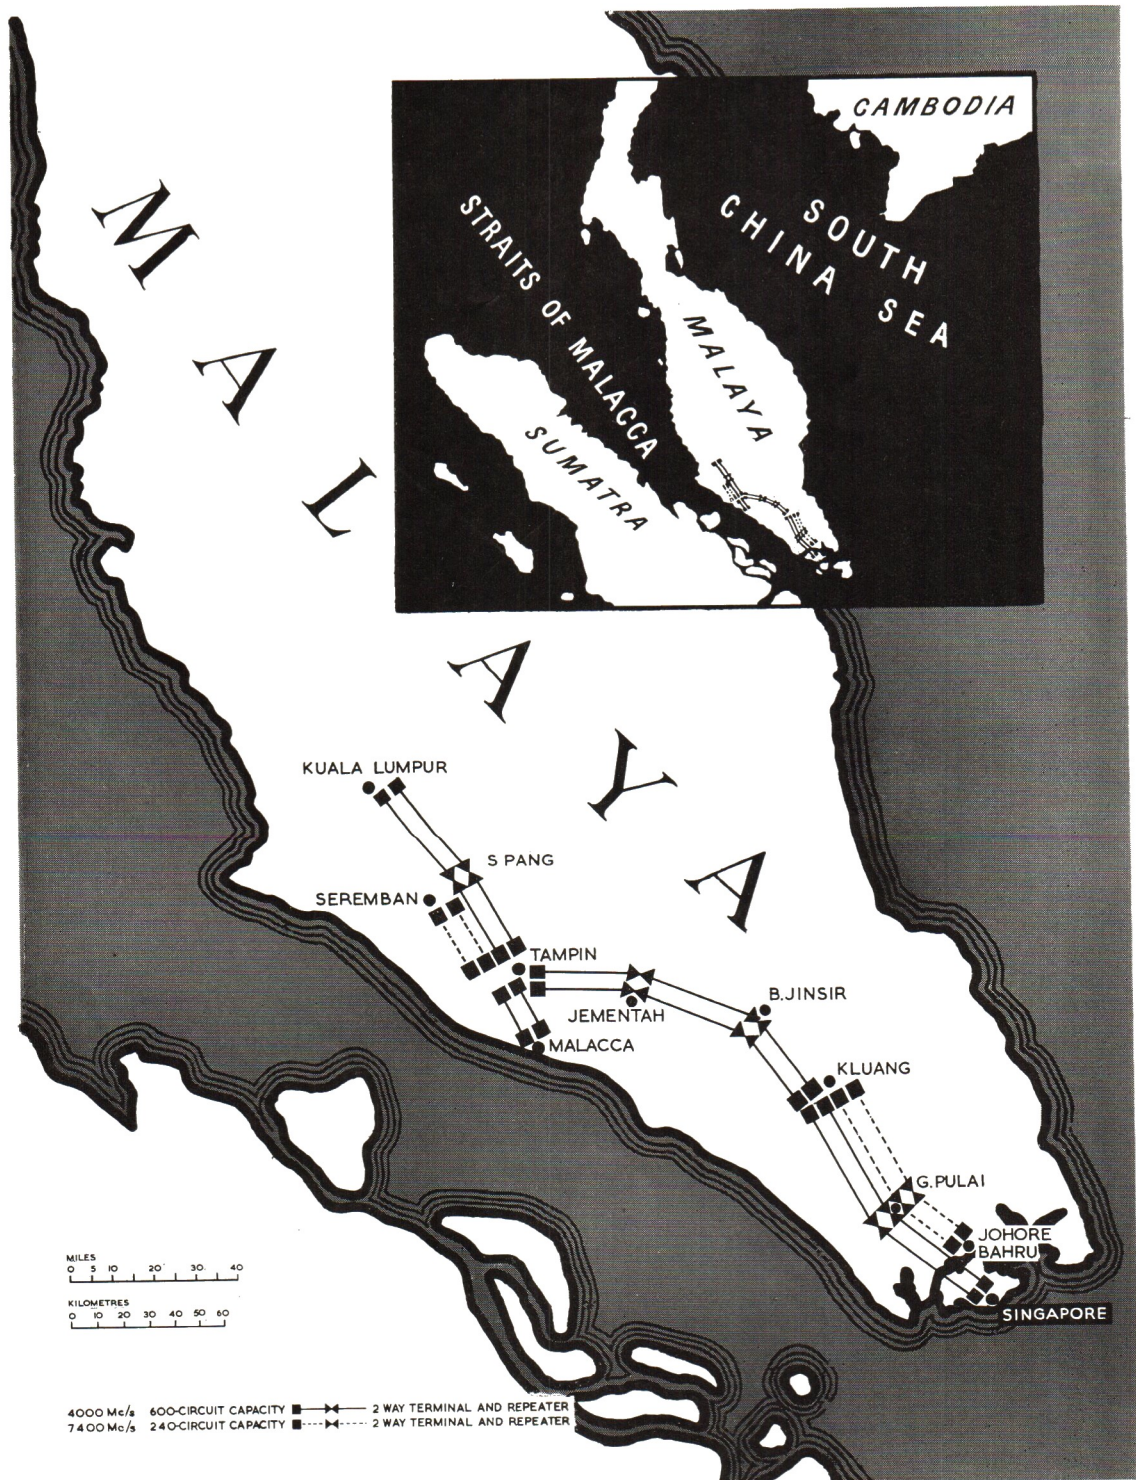 CAMBODIA
SOUTH
CHINA SEA
STRAITS OF MALACCA
MALAYA
SUMATRA
MALAYA
KUALA LUMPUR
S PANG
SEREMBAN
TAMPIN
B.JINSIR
JEMENTAH
MALACCA
KLUANG
G.PULAI
JOHORE
BAHRU
SINGAPORE
MILES
0 5 10 20 30 40
KILOMETRES
0 10 20 30 40 50 60
4000 Mc/s 600-CIRCUIT CAPACITY 2 WAY TERMINAL AND REPEATER
7400 Mc/s 240-CIRCUIT CAPACITY 2 WAY TERMINAL AND REPEATER